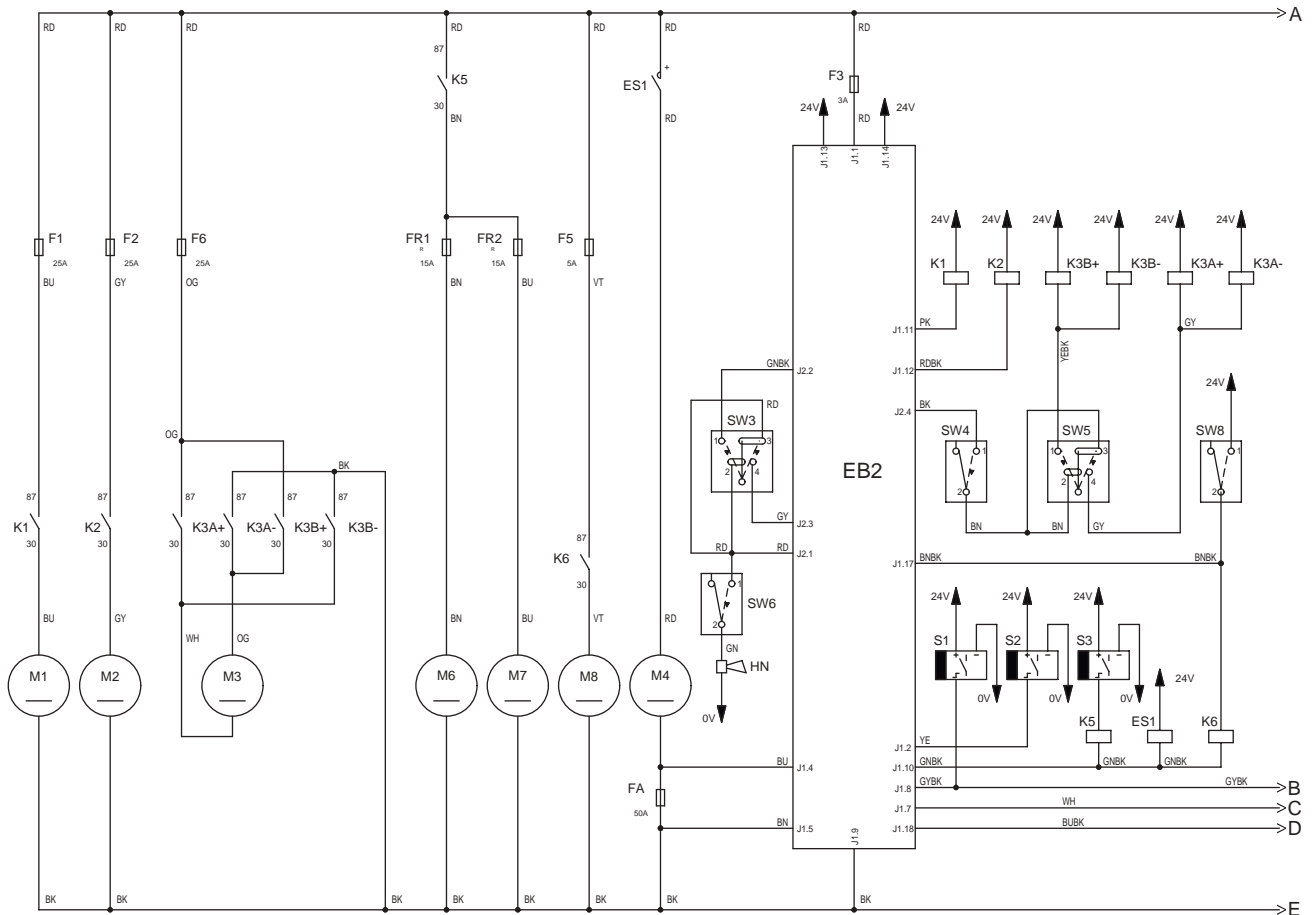 A
RD RD RD RD RD RD RD
87
K5
30
BN
ES1
+
RD
F3
3A
RD
24V 24V
J1.13 J1.1 J1.14
F1
25A
BU
F2
25A
GY
F6
25A
OG
FR1
R
15A
BN
FR2
R
15A
BU
F5
5A
VT
24V 24V 24V 24V 24V 24V
K1 K2 K3B+ K3B- K3A+ K3A-
J1.11 PK
YEBK
GY
GNBK J2.2
J1.12 RDBK
24V
RD
J2.4 BK
SW3
1 3
2 4
SW4
1
2
SW5
1 3
2 4
SW8
1
2
EB2
OG
BK
87 87 87 87 87 87
K1 K2 K3A+ K3A- K3B+ K3B-
30 30 30 30 30 30
GY J2.3
BN BN GY
RD RD J2.1
87
K6
30
J1.17 BNBK BNBK
SW6
1
2
GN
HN
0V
24V 24V 24V
S1 S2 S3
+ − + − + −
0V 0V 0V
24V
K5 ES1 K6
BU GY WH OG BN BU VT RD
M1 M2 M3 M6 M7 M8 M4
J1.2 YE
BU J1.4
J1.10 GNBK GNBK GNBK
J1.8 GYBK GYBK B
FA
50A
J1.7 WH C
BN J1.5
J1.18 BUBK D
J1.9
BK BK BK BK BK BK BK BK
E